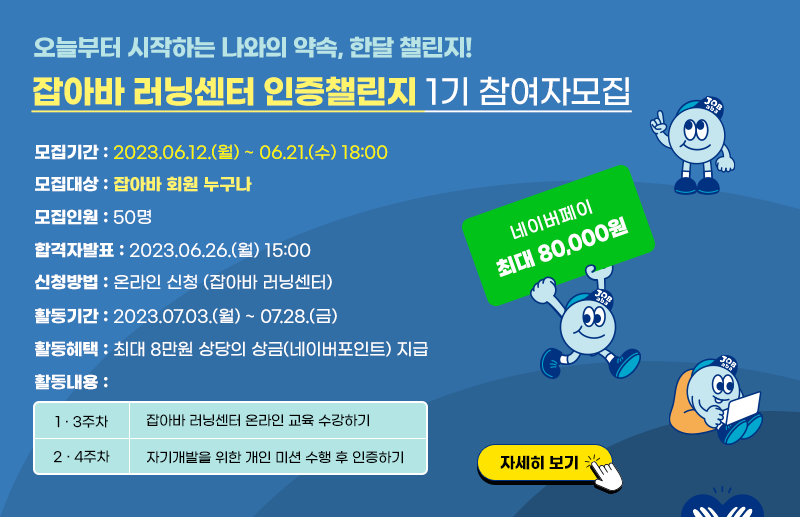 오늘부터 시작하는 나와의 약속, 한달 챌린지!
잡아바 러닝센터 인증챌린지 1기 참여자모집
모집기간 : 2023.06.12.(월) ~ 06.21.(수) 18:00
모집대상 : 잡아바 회원 누구나
모집인원 : 50명
합격자발표 : 2023.06.26.(월) 15:00
신청방법 : 온라인 신청 (잡아바 러닝센터)
활동기간 : 2023.07.03.(월) ~ 07.28.(금)
활동혜택 : 최대 8만원 상당의 상금(네이버포인트) 지급
활동내용 :
1 · 3주차 잡아바 러닝센터 온라인 교육 수강하기
2 · 4주차 자기개발을 위한 개인 미션 수행 후 인증하기
JOB
aba
네이버페이
최대 80,000원
JOB
aba
JOB
aba
자세히 보기